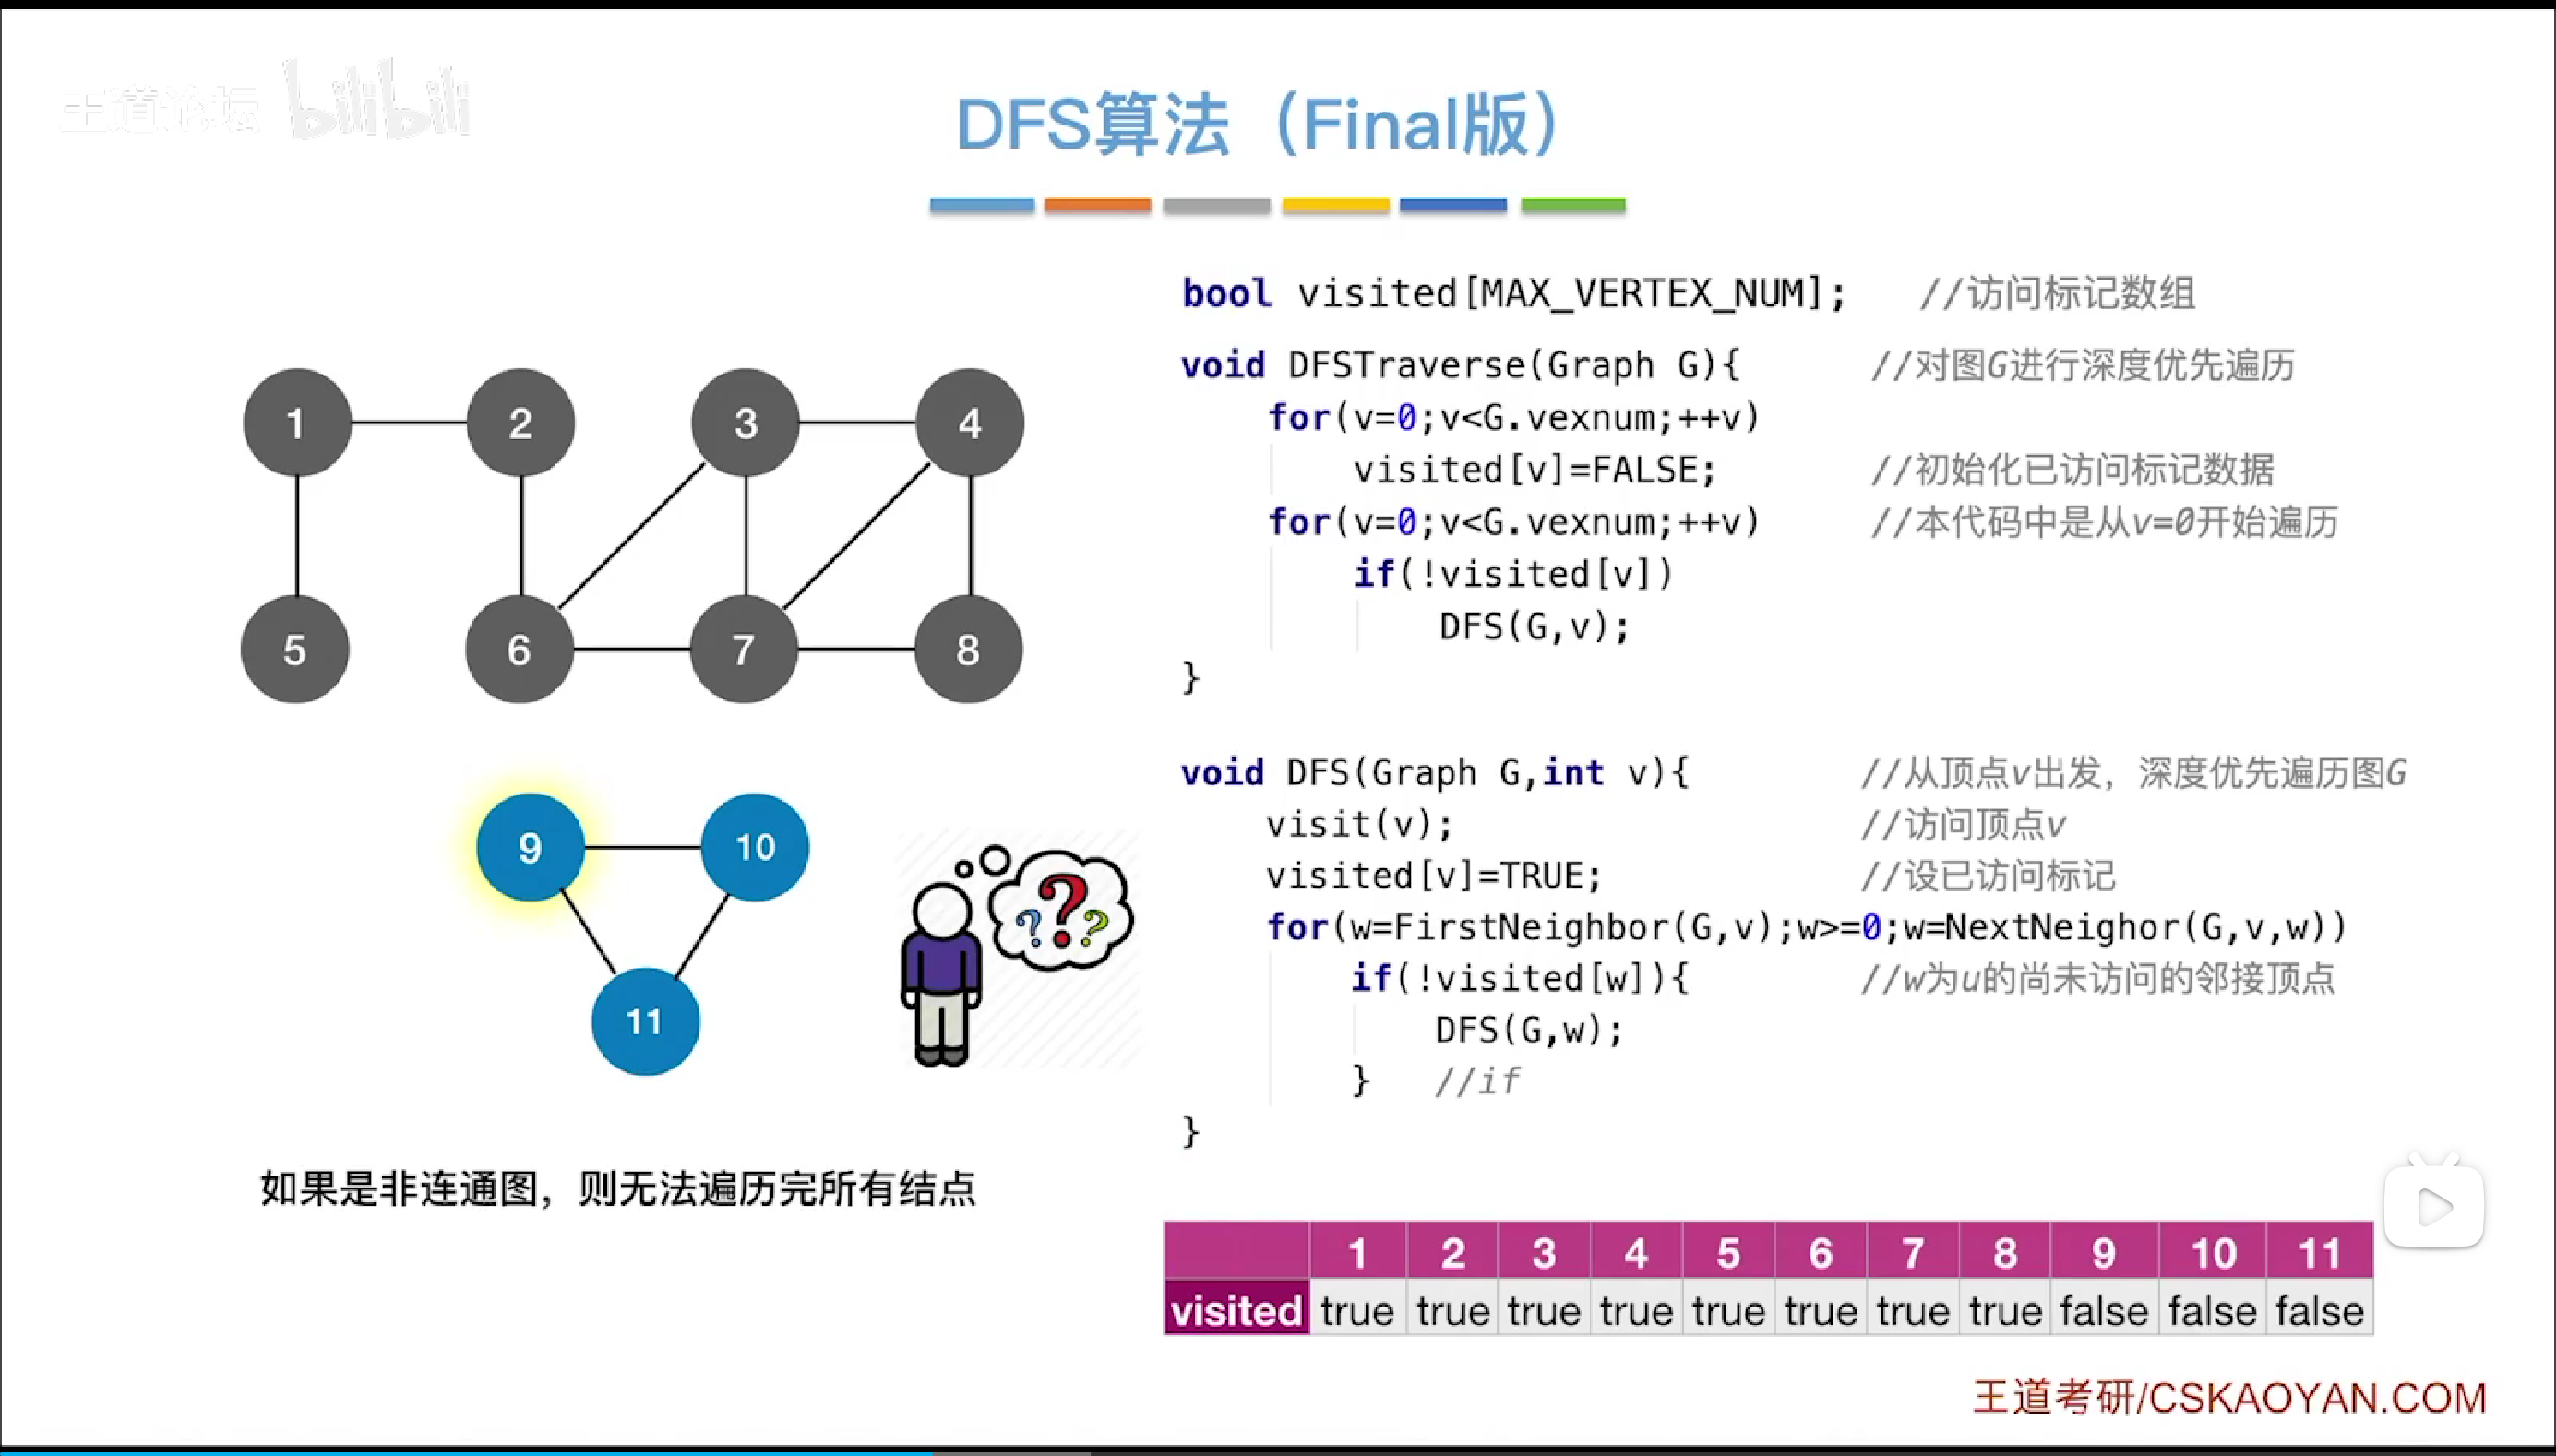 王道论坛 bilibili
DFS算法（Final版）
bool visited[MAX_VERTEX_NUM]; //访问标记数组
void DFSTraverse(Graph G){ //对图G进行深度优先遍历
for(v=0;v<G.vexnum;++v)
visited[v]=FALSE; //初始化已访问标记数据
for(v=0;v<G.vexnum;++v) //本代码中是从v=0开始遍历
if(!visited[v])
DFS(G,v);
}
void DFS(Graph G,int v){ //从顶点v出发，深度优先遍历图G
visit(v); //访问顶点v
visited[v]=TRUE; //设已访问标记
for(w=FirstNeighbor(G,v);w>=0;w=NextNeighor(G,v,w))
if(!visited[w]){ //w为u的尚未访问的邻接顶点
DFS(G,w);
} //if
}
1 2 3 4
5 6 7 8
9 10
11
? ? ?
如果是非连通图，则无法遍历完所有结点
1 2 3 4 5 6 7 8 9 10 11
visited true true true true true true true true false false false
王道考研/CSKAOYAN.COM